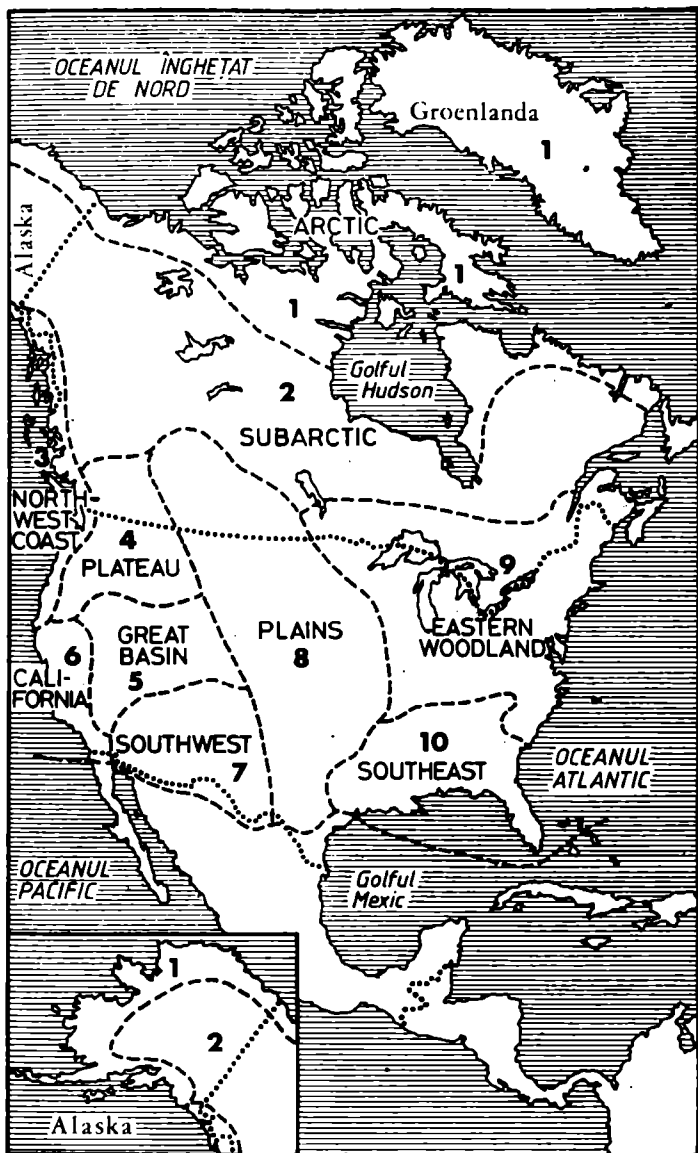 OCEANUL ÎNGHEȚAT
DE NORD
Groenlanda
1
Alaska
ARCTIC
1
1
Golful
Hudson
2
SUBARCTIC
3
NORTH-
WEST
COAST
4
PLATEAU
9
EASTERN
WOODLAND
GREAT
BASIN
5
PLAINS
8
6
CALI-
FORNIA
SOUTHWEST
7
10
SOUTHEAST
OCEANUL
ATLANTIC
OCEANUL
PACIFIC
Golful
Mexic
1
2
Alaska